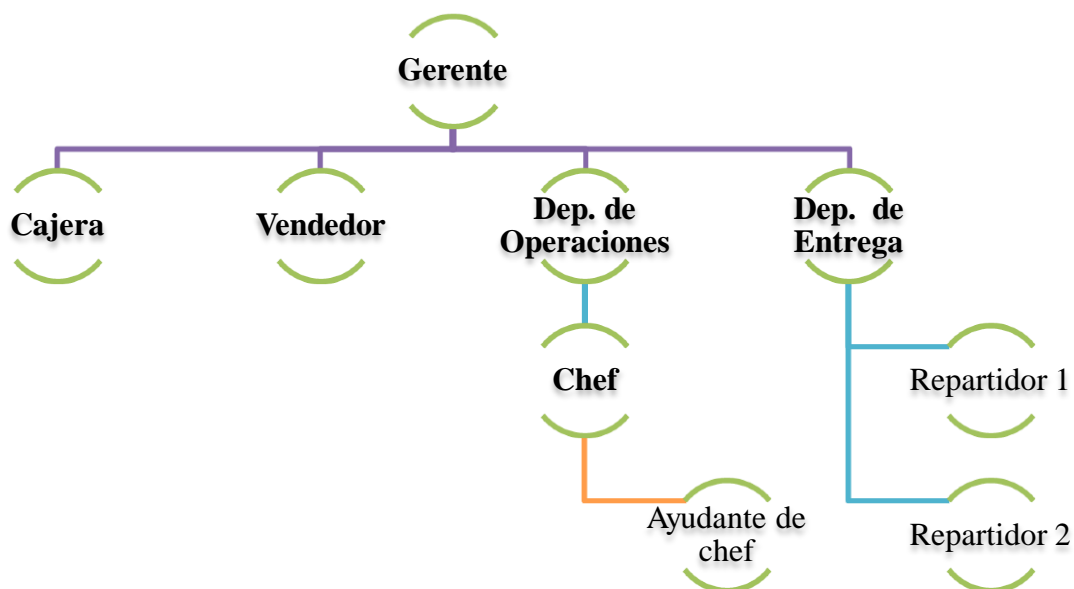 Gerente
Cajera
Vendedor
Dep. de
Operaciones
Dep. de
Entrega
Chef
Repartidor 1
Ayudante de
chef
Repartidor 2